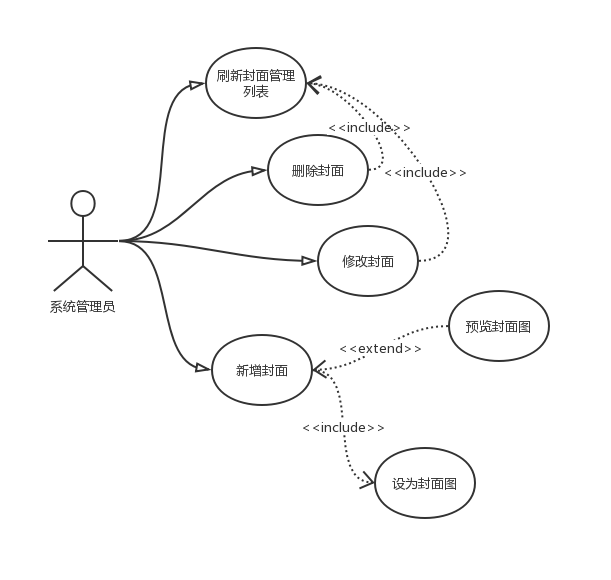 刷新封面管理
列表
<<include>>
删除封面
<<include>>
修改封面
系统管理员
预览封面图
<<extend>>
新增封面
<<include>>
设为封面图